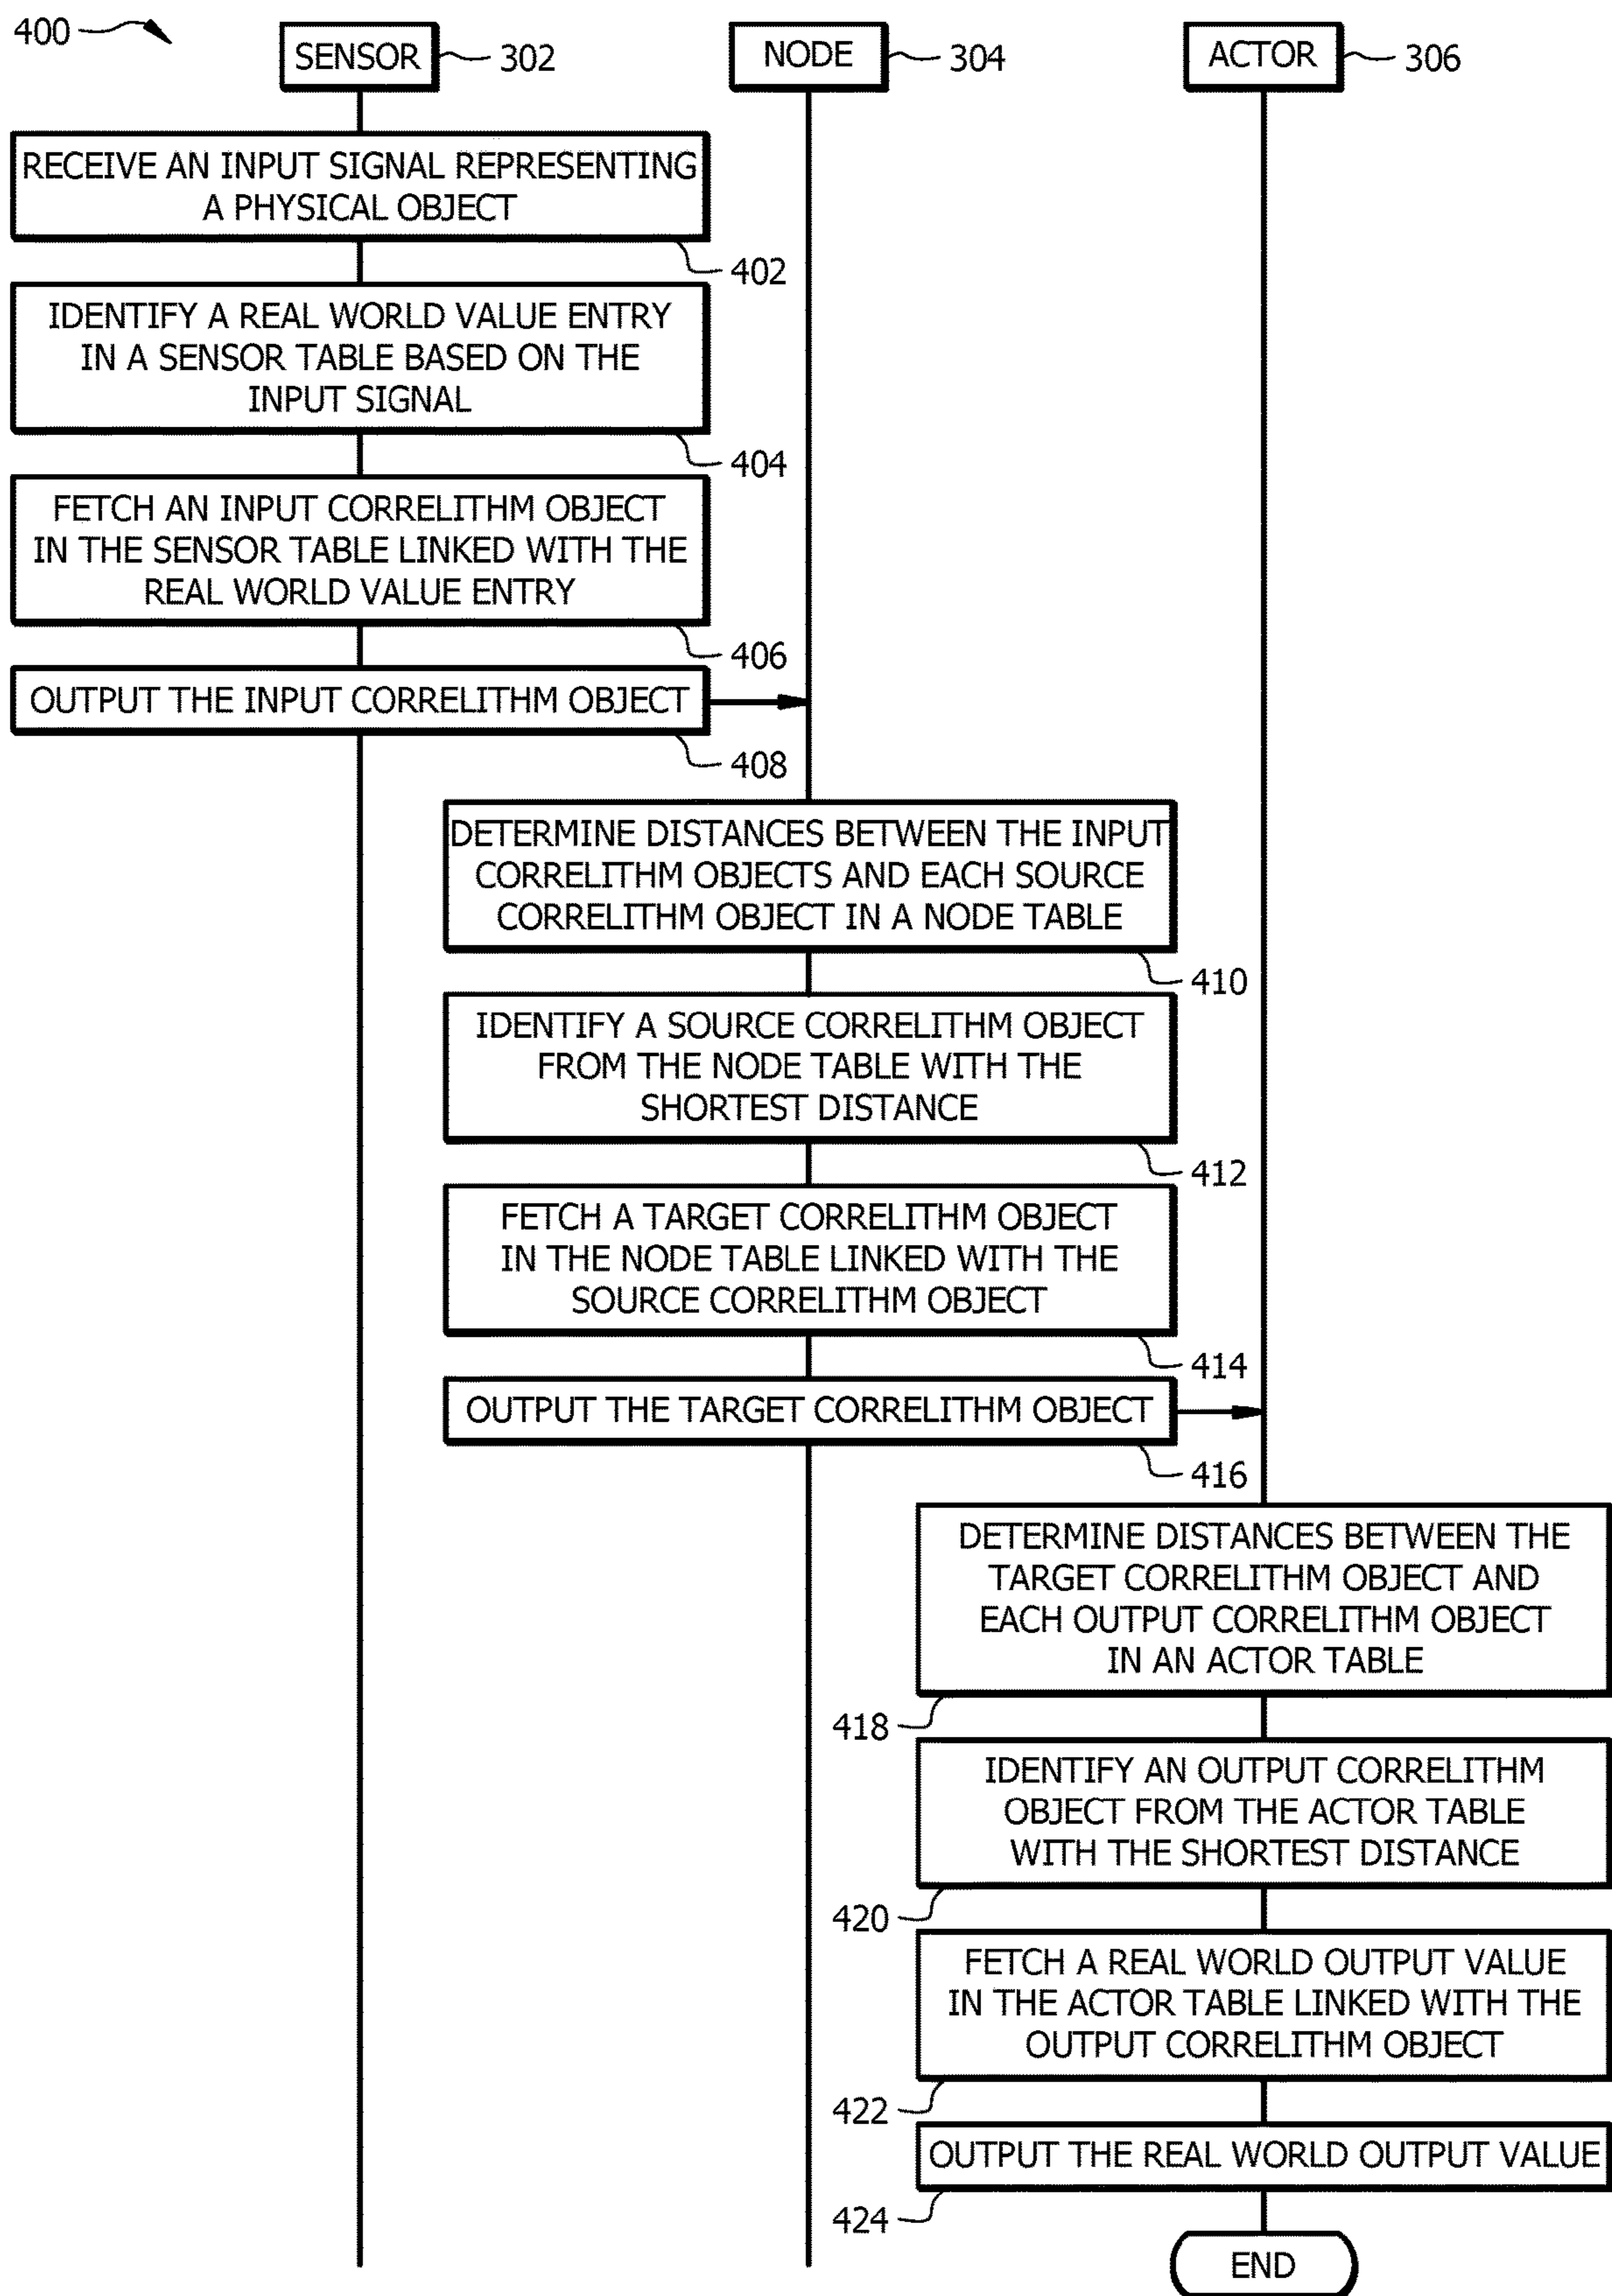 400
SENSOR
302
NODE
304
ACTOR
306
RECEIVE AN INPUT SIGNAL REPRESENTING
A PHYSICAL OBJECT
402
IDENTIFY A REAL WORLD VALUE ENTRY
IN A SENSOR TABLE BASED ON THE
INPUT SIGNAL
404
FETCH AN INPUT CORRELITHM OBJECT
IN THE SENSOR TABLE LINKED WITH THE
REAL WORLD VALUE ENTRY
406
OUTPUT THE INPUT CORRELITHM OBJECT
408
DETERMINE DISTANCES BETWEEN THE INPUT
CORRELITHM OBJECTS AND EACH SOURCE
CORRELITHM OBJECT IN A NODE TABLE
410
IDENTIFY A SOURCE CORRELITHM OBJECT
FROM THE NODE TABLE WITH THE
SHORTEST DISTANCE
412
FETCH A TARGET CORRELITHM OBJECT
IN THE NODE TABLE LINKED WITH THE
SOURCE CORRELITHM OBJECT
414
OUTPUT THE TARGET CORRELITHM OBJECT
416
DETERMINE DISTANCES BETWEEN THE
TARGET CORRELITHM OBJECT AND
EACH OUTPUT CORRELITHM OBJECT
IN AN ACTOR TABLE
418
IDENTIFY AN OUTPUT CORRELITHM
OBJECT FROM THE ACTOR TABLE
WITH THE SHORTEST DISTANCE
420
FETCH A REAL WORLD OUTPUT VALUE
IN THE ACTOR TABLE LINKED WITH THE
OUTPUT CORRELITHM OBJECT
422
OUTPUT THE REAL WORLD OUTPUT VALUE
424
END